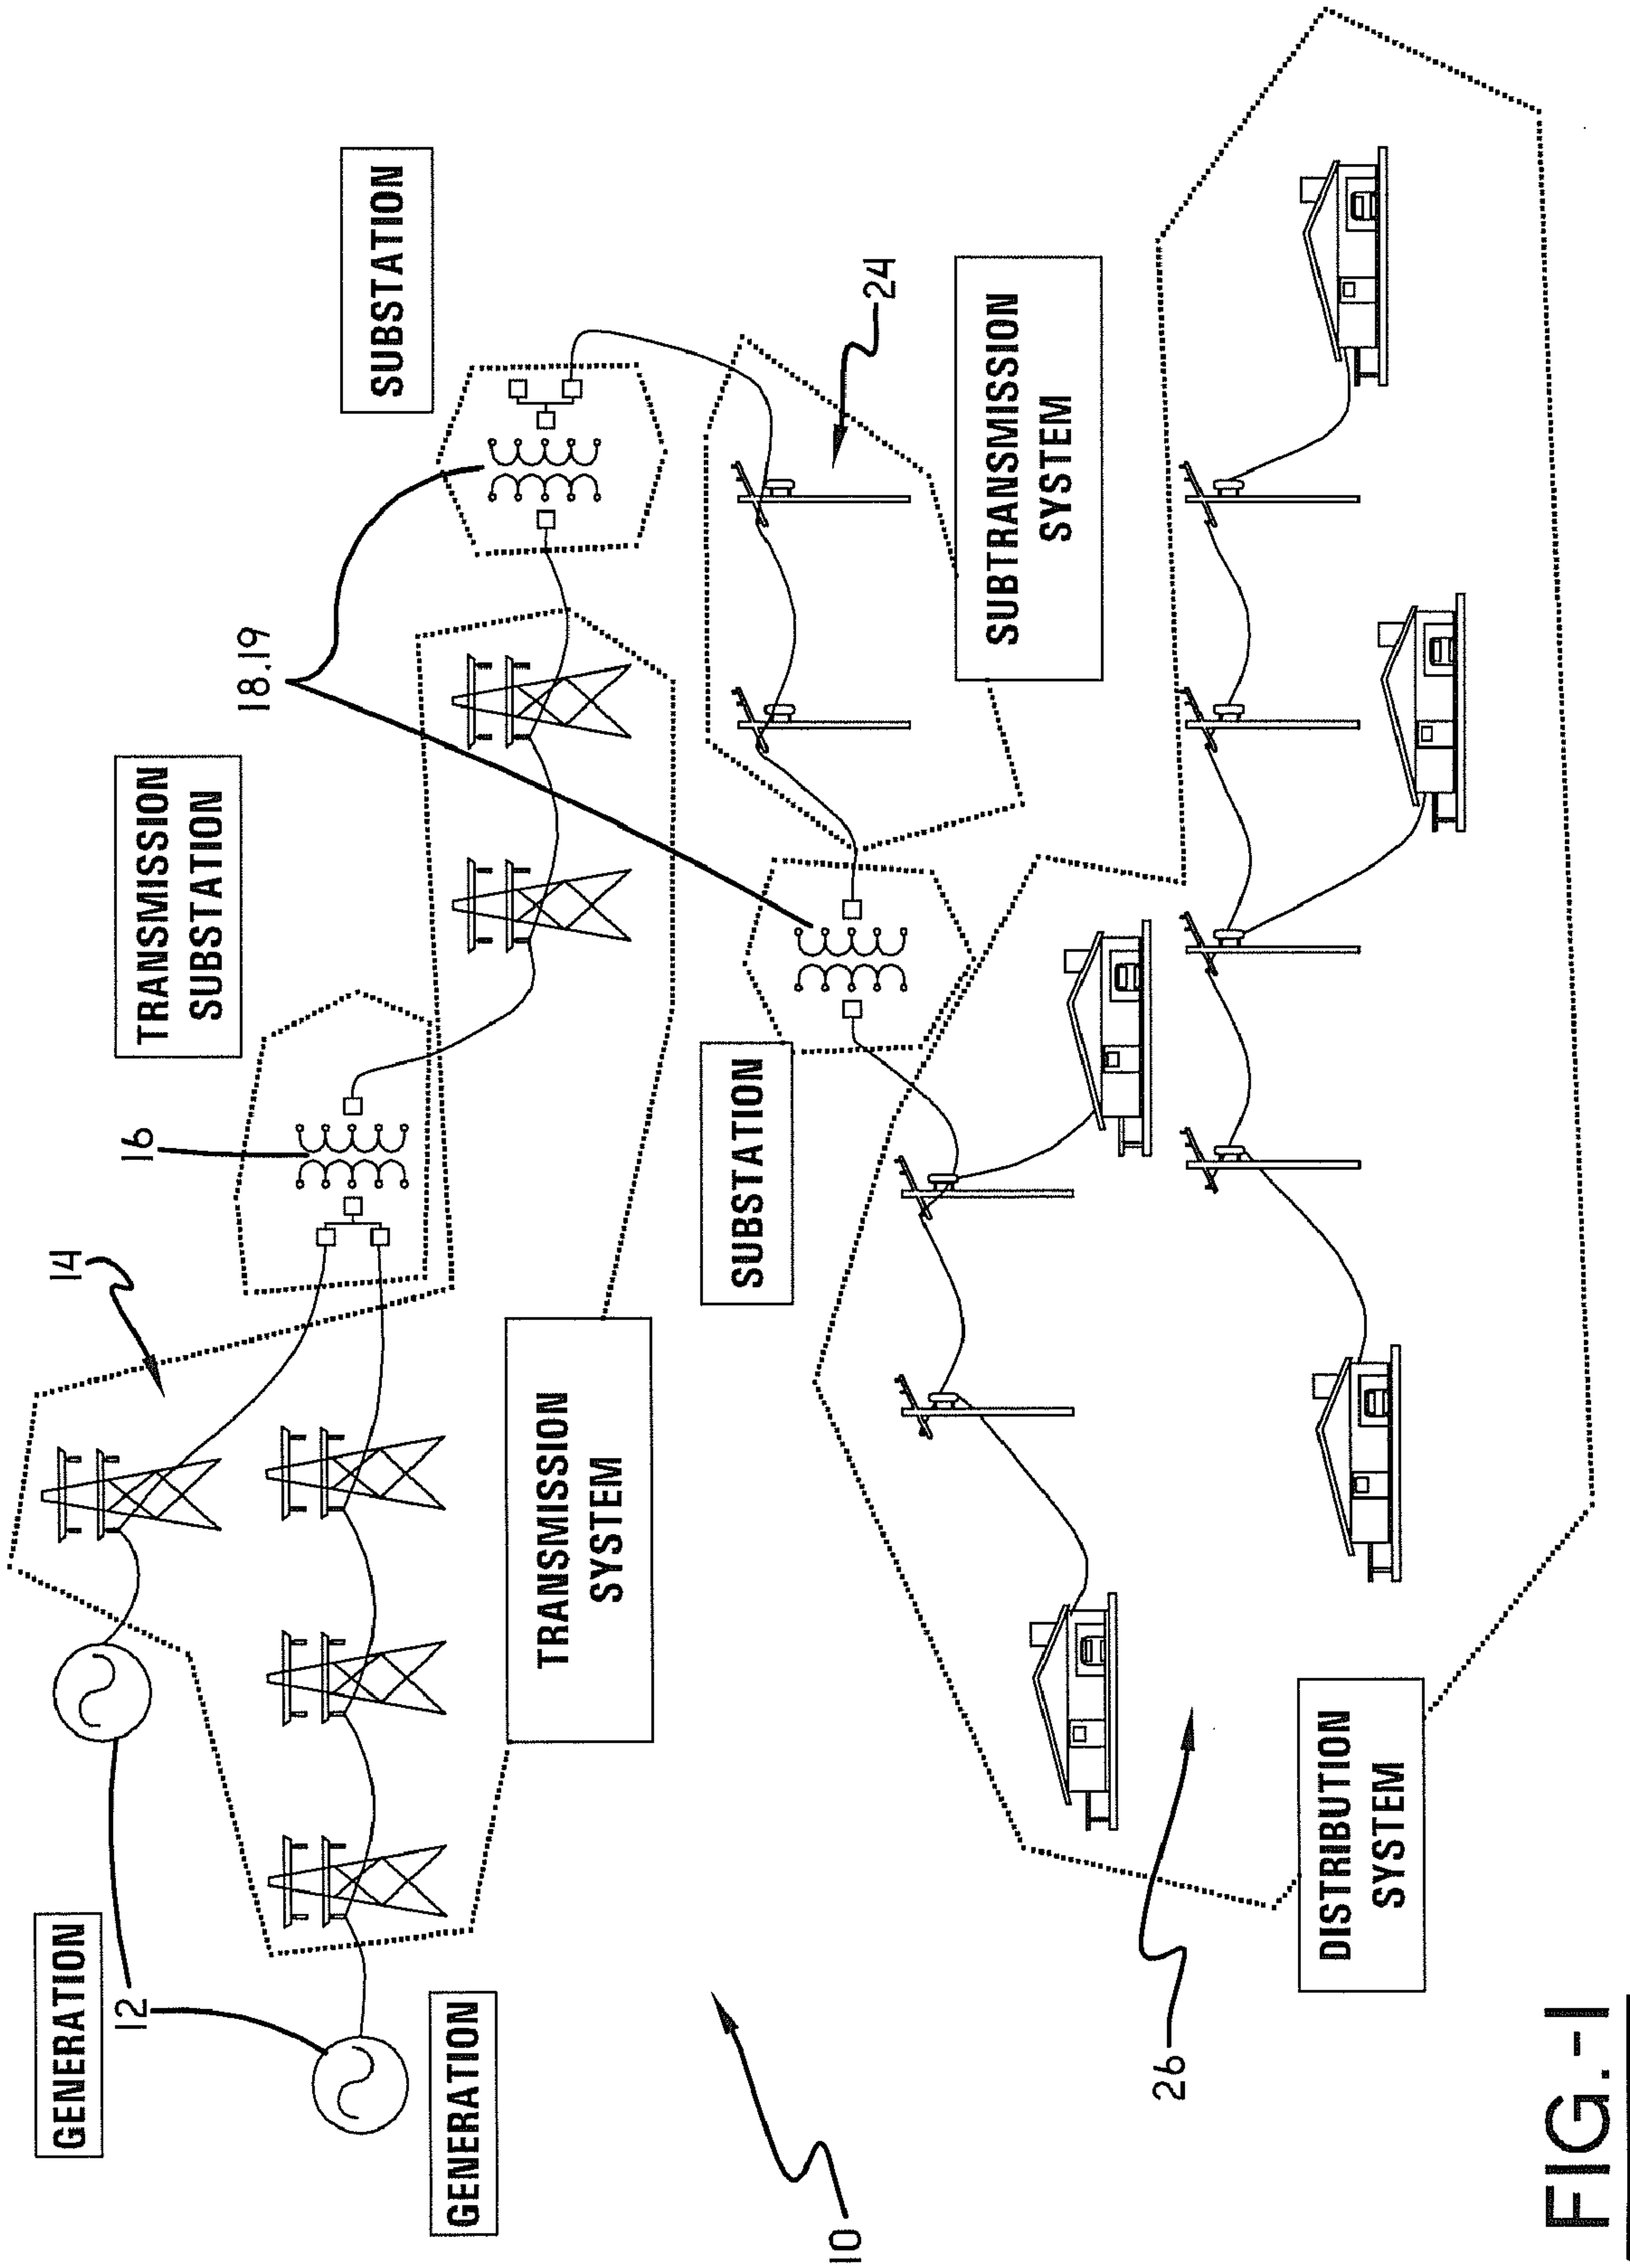 GENERATION
12
GENERATION
14
16
TRANSMISSION
SUBSTATION
18.19
SUBSTATION
TRANSMISSION
SYSTEM
SUBSTATION
24
SUBTRANSMISSION
SYSTEM
10
26
DISTRIBUTION
SYSTEM
FIG.-1